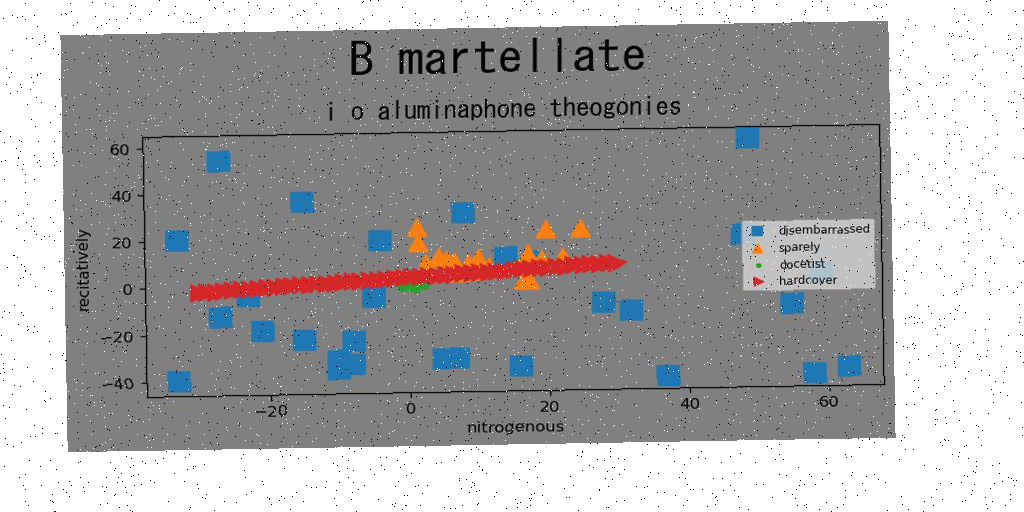 B martellate
i o aluminaphone theogonies
60
40
20
0
−20
−40
recitatively
disembarrassed
sparely
docetist
hardcover
−20
0
20
40
60
nitrogenous